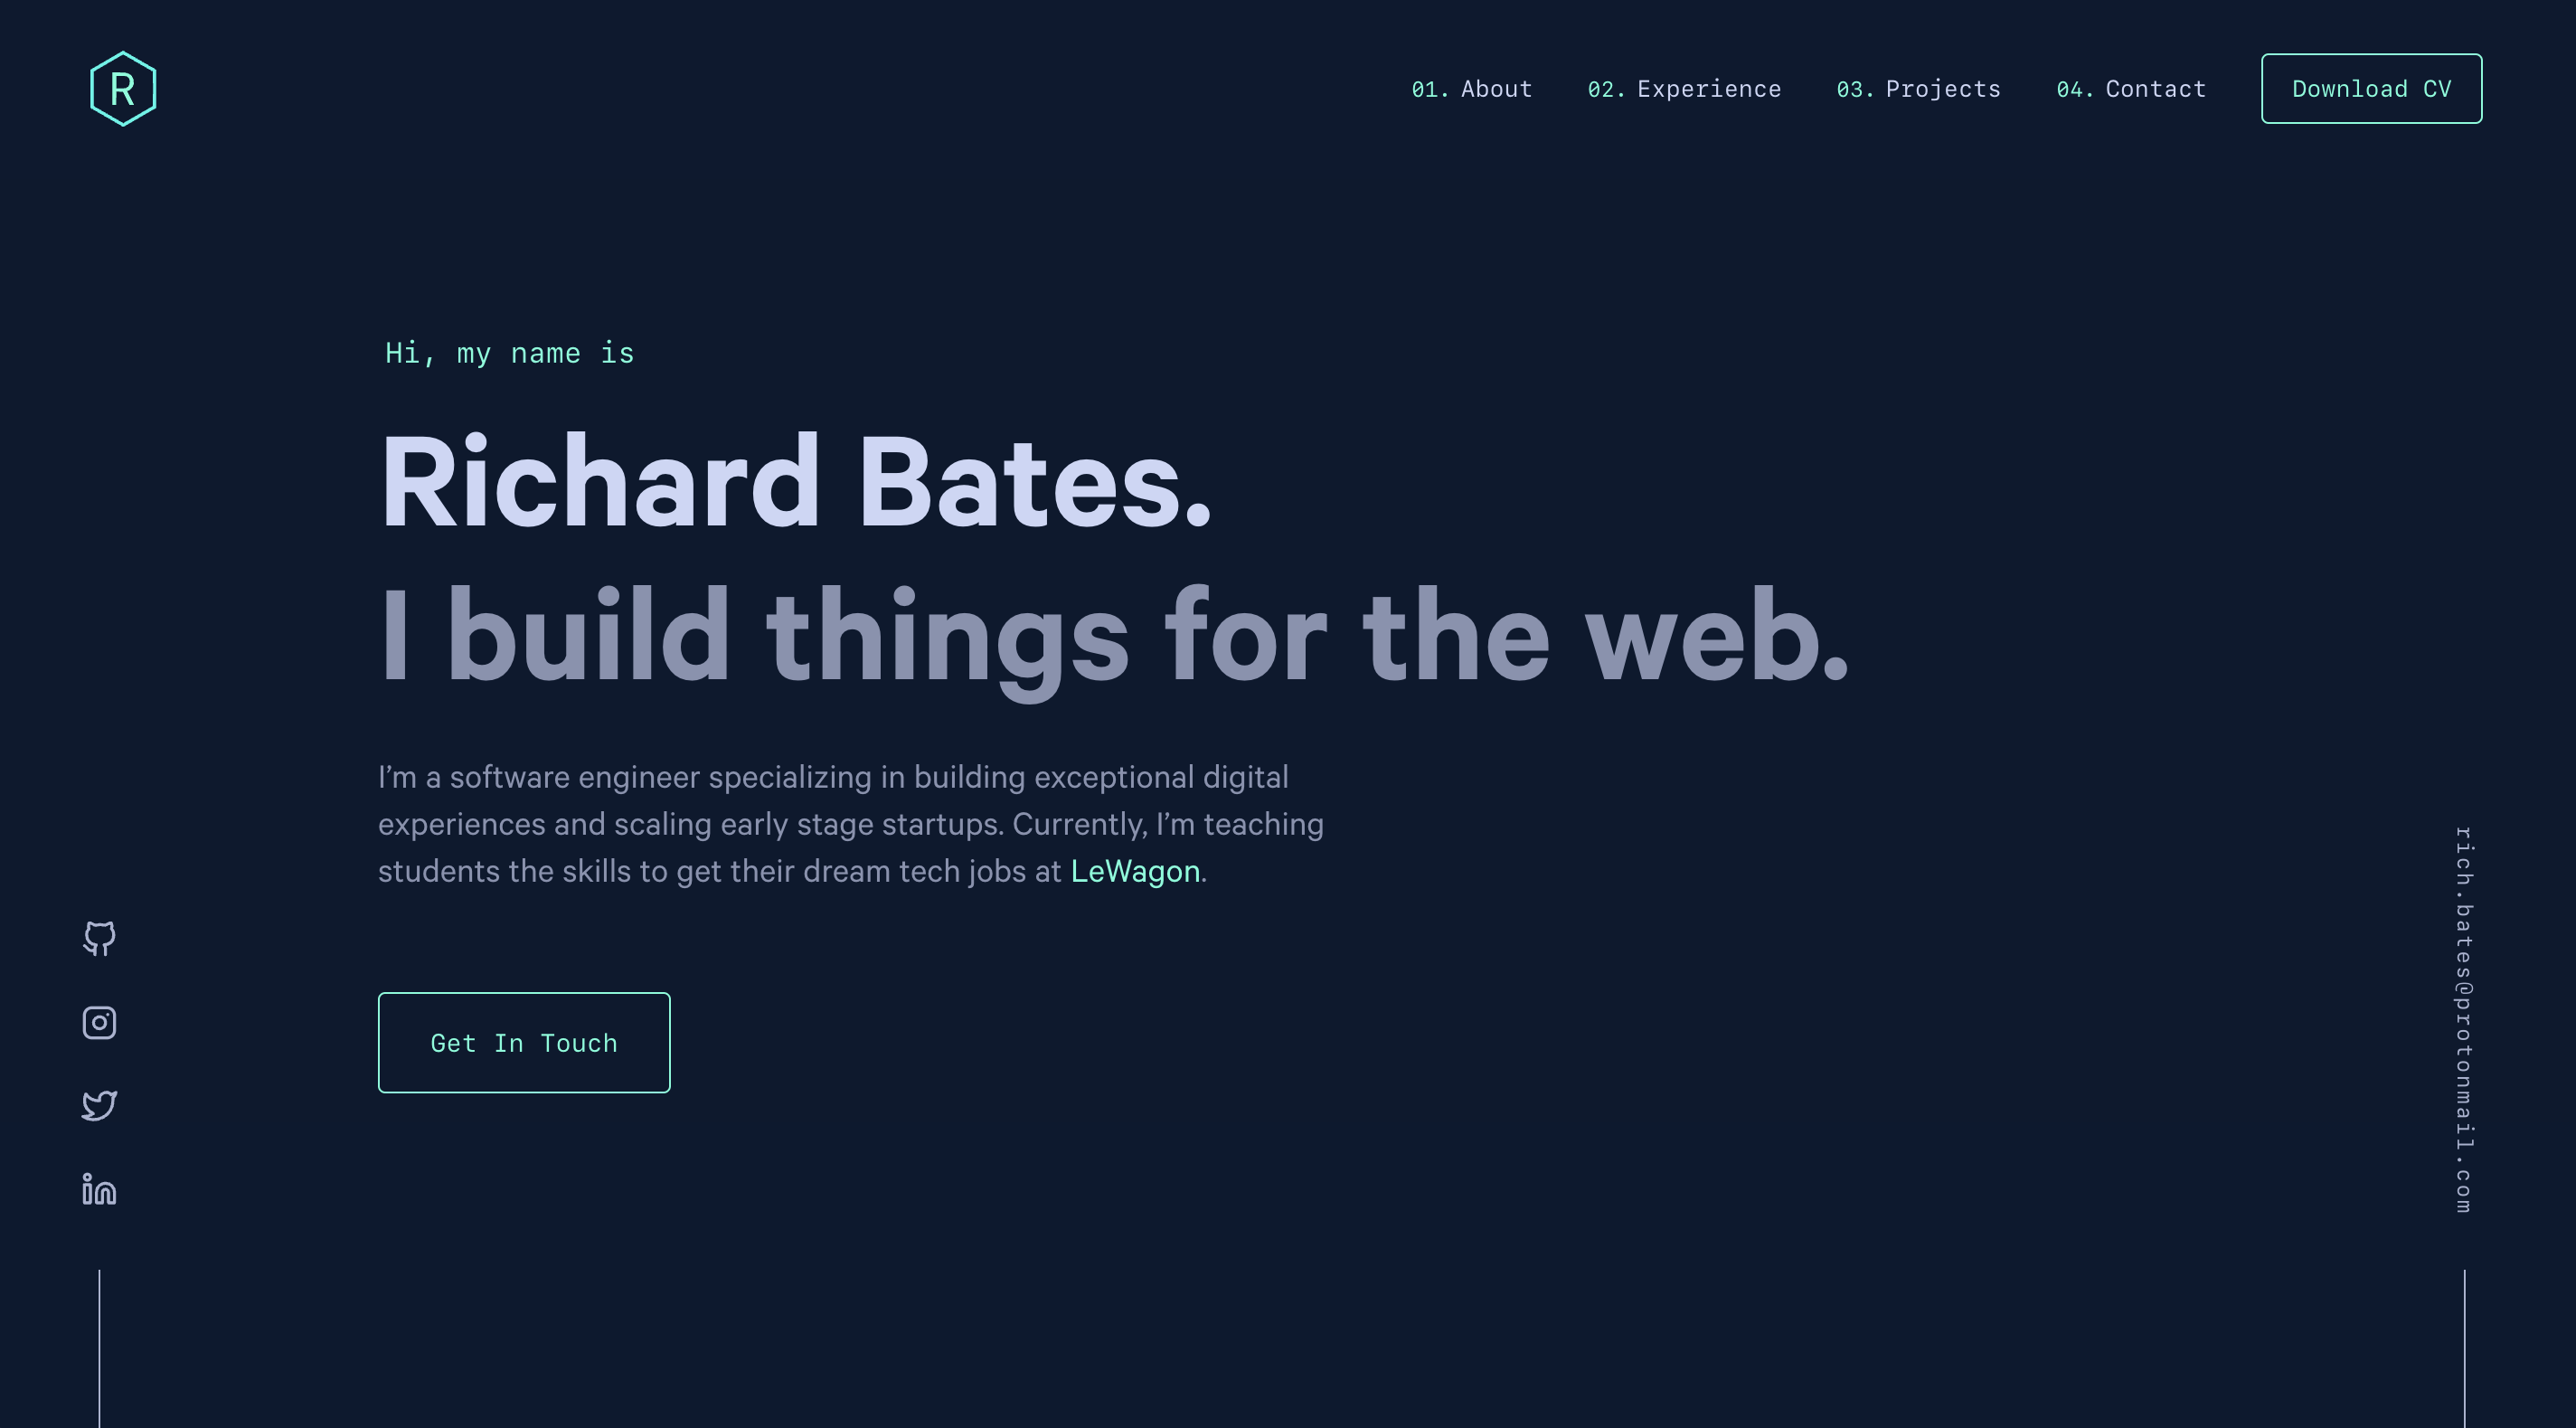 R
01. About
02. Experience
03. Projects
04. Contact
Download CV
Hi, my name is
Richard Bates.
I build things for the web.
I’m a software engineer specializing in building exceptional digital
experiences and scaling early stage startups. Currently, I’m teaching
students the skills to get their dream tech jobs at LeWagon.
Get In Touch
in
rich.bates@protonmail.com